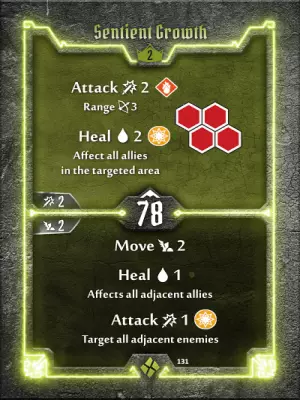 Sentient Growth
2
Attack 2
Range 3
Heal 2
Affect all allies
in the targeted area
2
78
2
Move 2
Heal 1
Affects all adjacent allies
Attack 1
Target all adjacent enemies
131